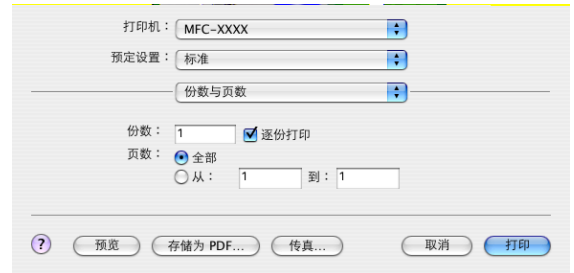 打印机： MFC-XXXX
预定设置： 标准
份数与页数
份数： 1 逐份打印
页数： 全部
从： 1 到： 1
? 预览 存储为 PDF... 传真... 取消 打印